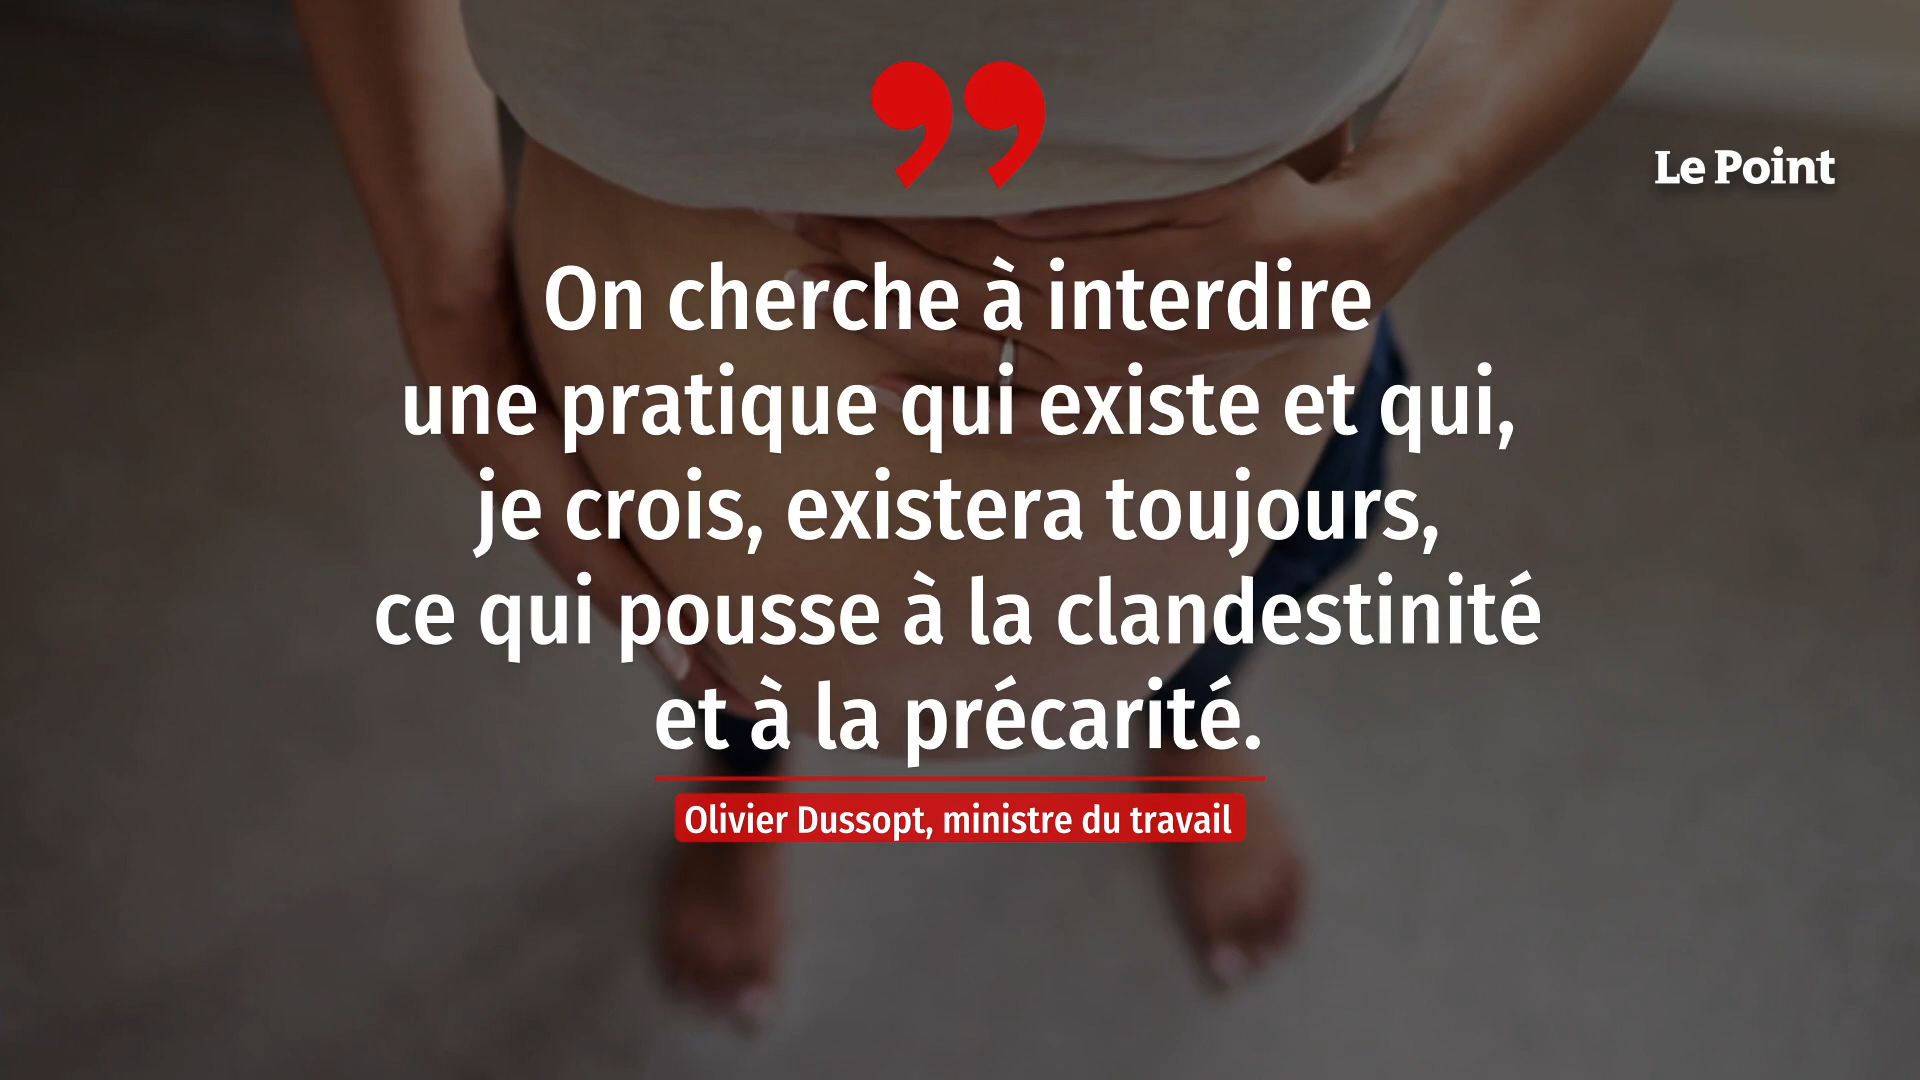 ”
Le Point
On cherche à interdire
une pratique qui existe et qui,
je crois, existera toujours,
ce qui pousse à la clandestinité
et à la précarité.
Olivier Dussopt, ministre du travail